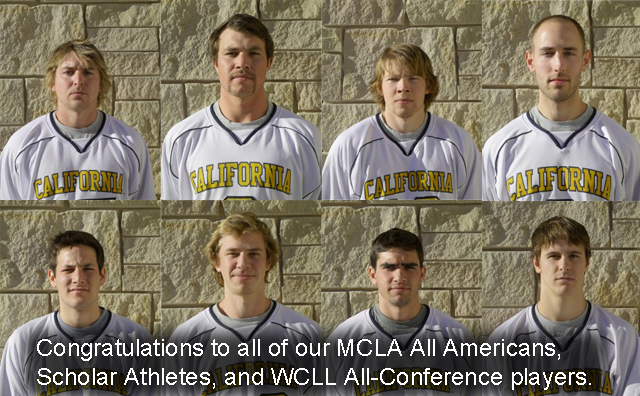 CALIFORNIA CALIFORNIA CALIFORNIA CALIFORNIA
Congratulations to all of our MCLA All Americans,
Scholar Athletes, and WCLL All-Conference players.